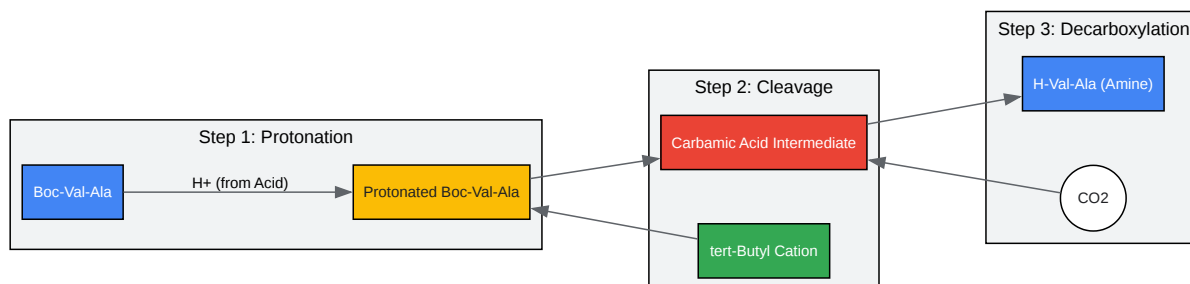 Step 1: Protonation
Boc-Val-Ala
H+ (from Acid)
Protonated Boc-Val-Ala
Step 2: Cleavage
Carbamic Acid Intermediate
tert-Butyl Cation
Step 3: Decarboxylation
H-Val-Ala (Amine)
CO2